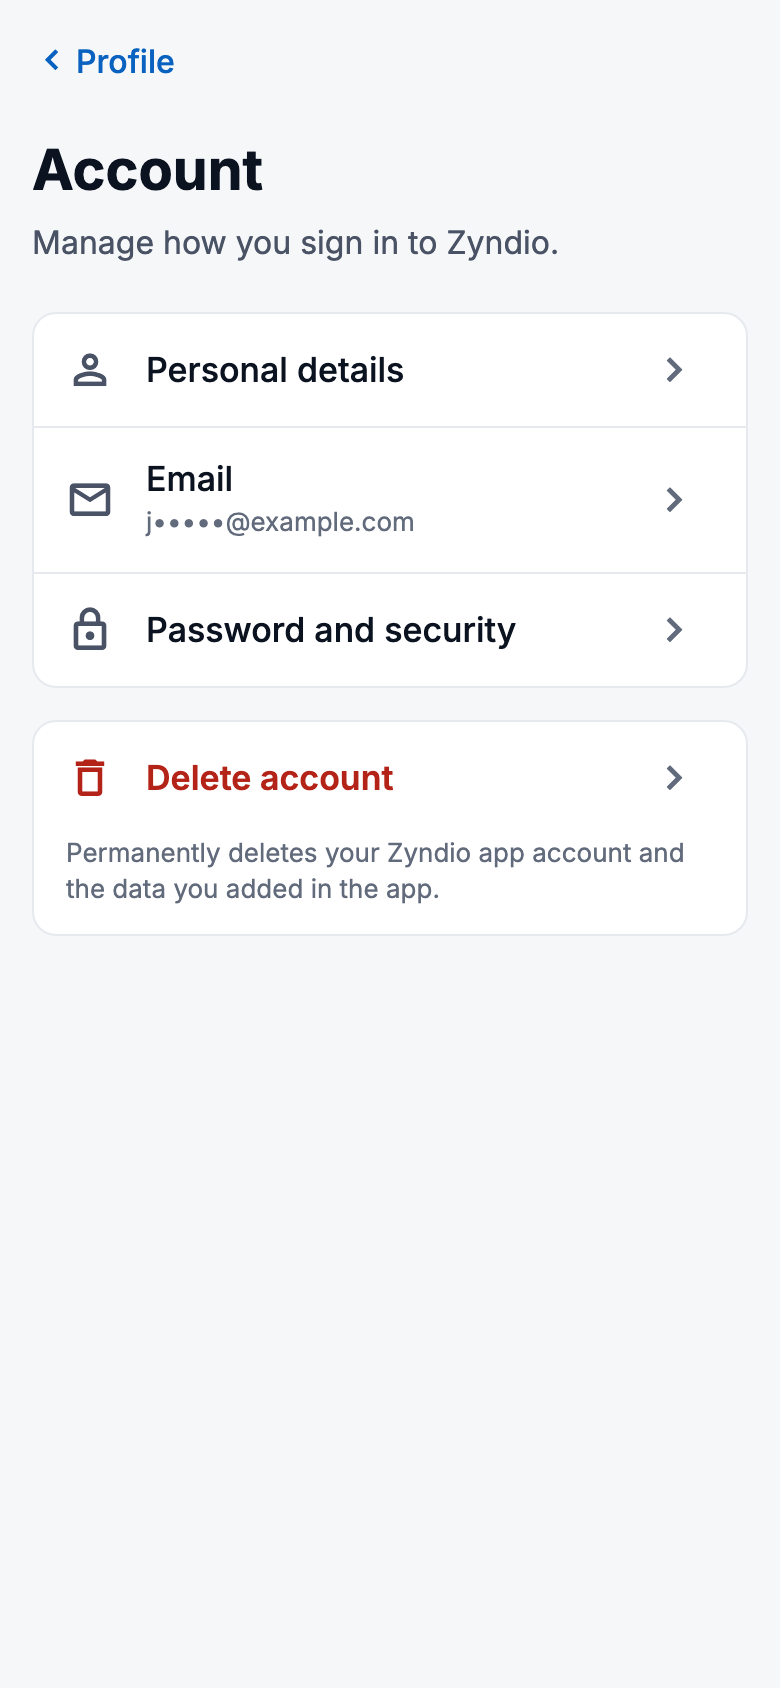 Profile
Account
Manage how you sign in to Zyndio.
Personal details
Email
j•••••@example.com
Password and security
Delete account
Permanently deletes your Zyndio app account and
the data you added in the app.